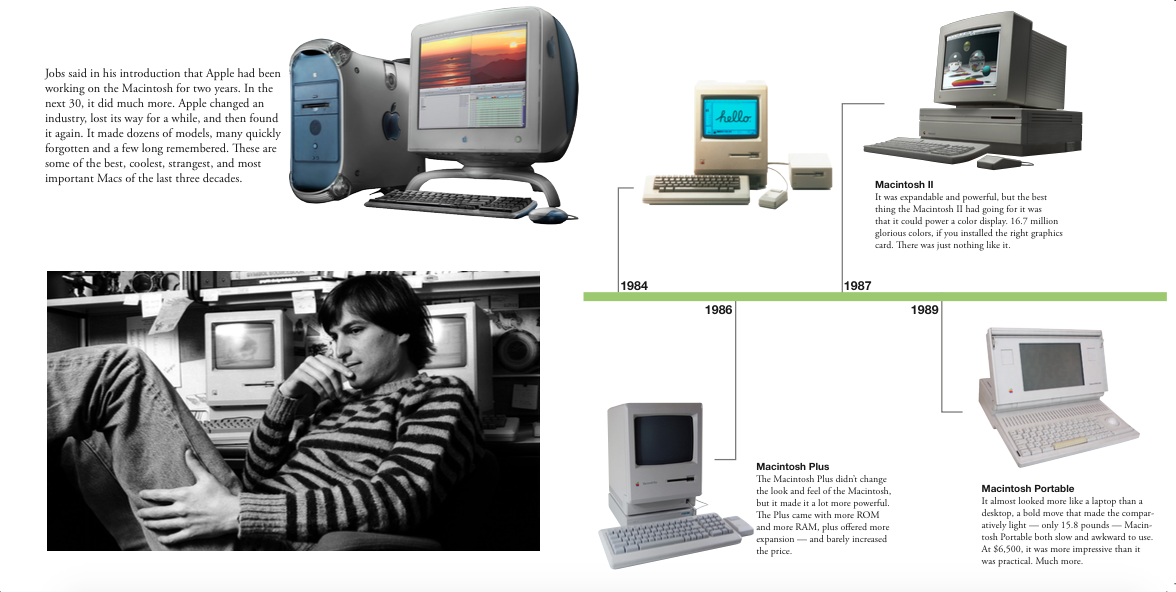 Jobs said in his introduction that Apple had been
working on the Macintosh for two years. In the
next 30, it did much more. Apple changed an
industry, lost its way for a while, and then found
it again. It made dozens of models, many quickly
forgotten and a few long remembered. These are
some of the best, coolest, strangest, and most
important Macs of the last three decades.
hello.
Macintosh II
It was expandable and powerful, but the best
thing the Macintosh II had going for it was
that it could power a color display. 16.7 million
glorious colors, if you installed the right graphics
card. There was just nothing like it.
1984
1987
1986
1989
Macintosh Plus
The Macintosh Plus didn't change
the look and feel of the Macintosh,
but it made it a lot more powerful.
The Plus came with more ROM
and more RAM, plus offered more
expansion — and barely increased
the price.
Macintosh Portable
It almost looked more like a laptop than a
desktop, a bold move that made the compar-
atively light — only 15.8 pounds — Macin-
tosh Portable both slow and awkward to use.
At $6,500, it was more impressive than it
was practical. Much more.